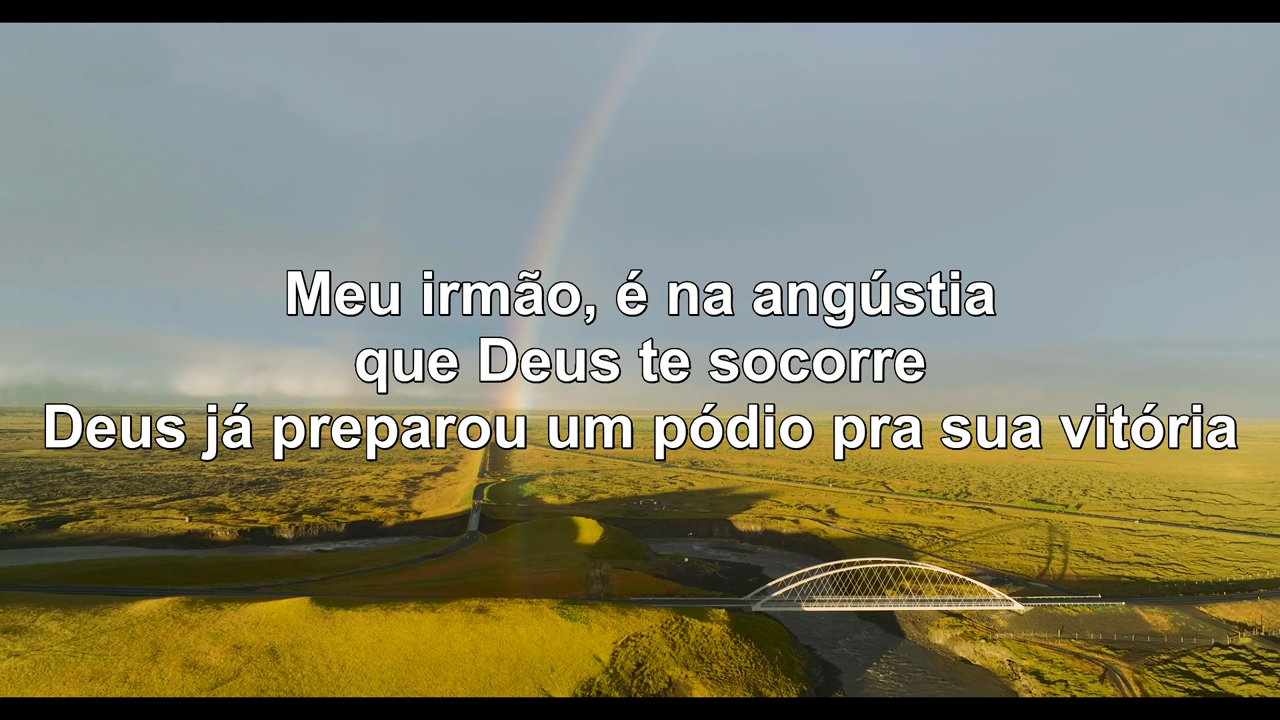 Meu irmão, é na angústia
que Deus te socorre
Deus já preparou um pódio pra sua vitória